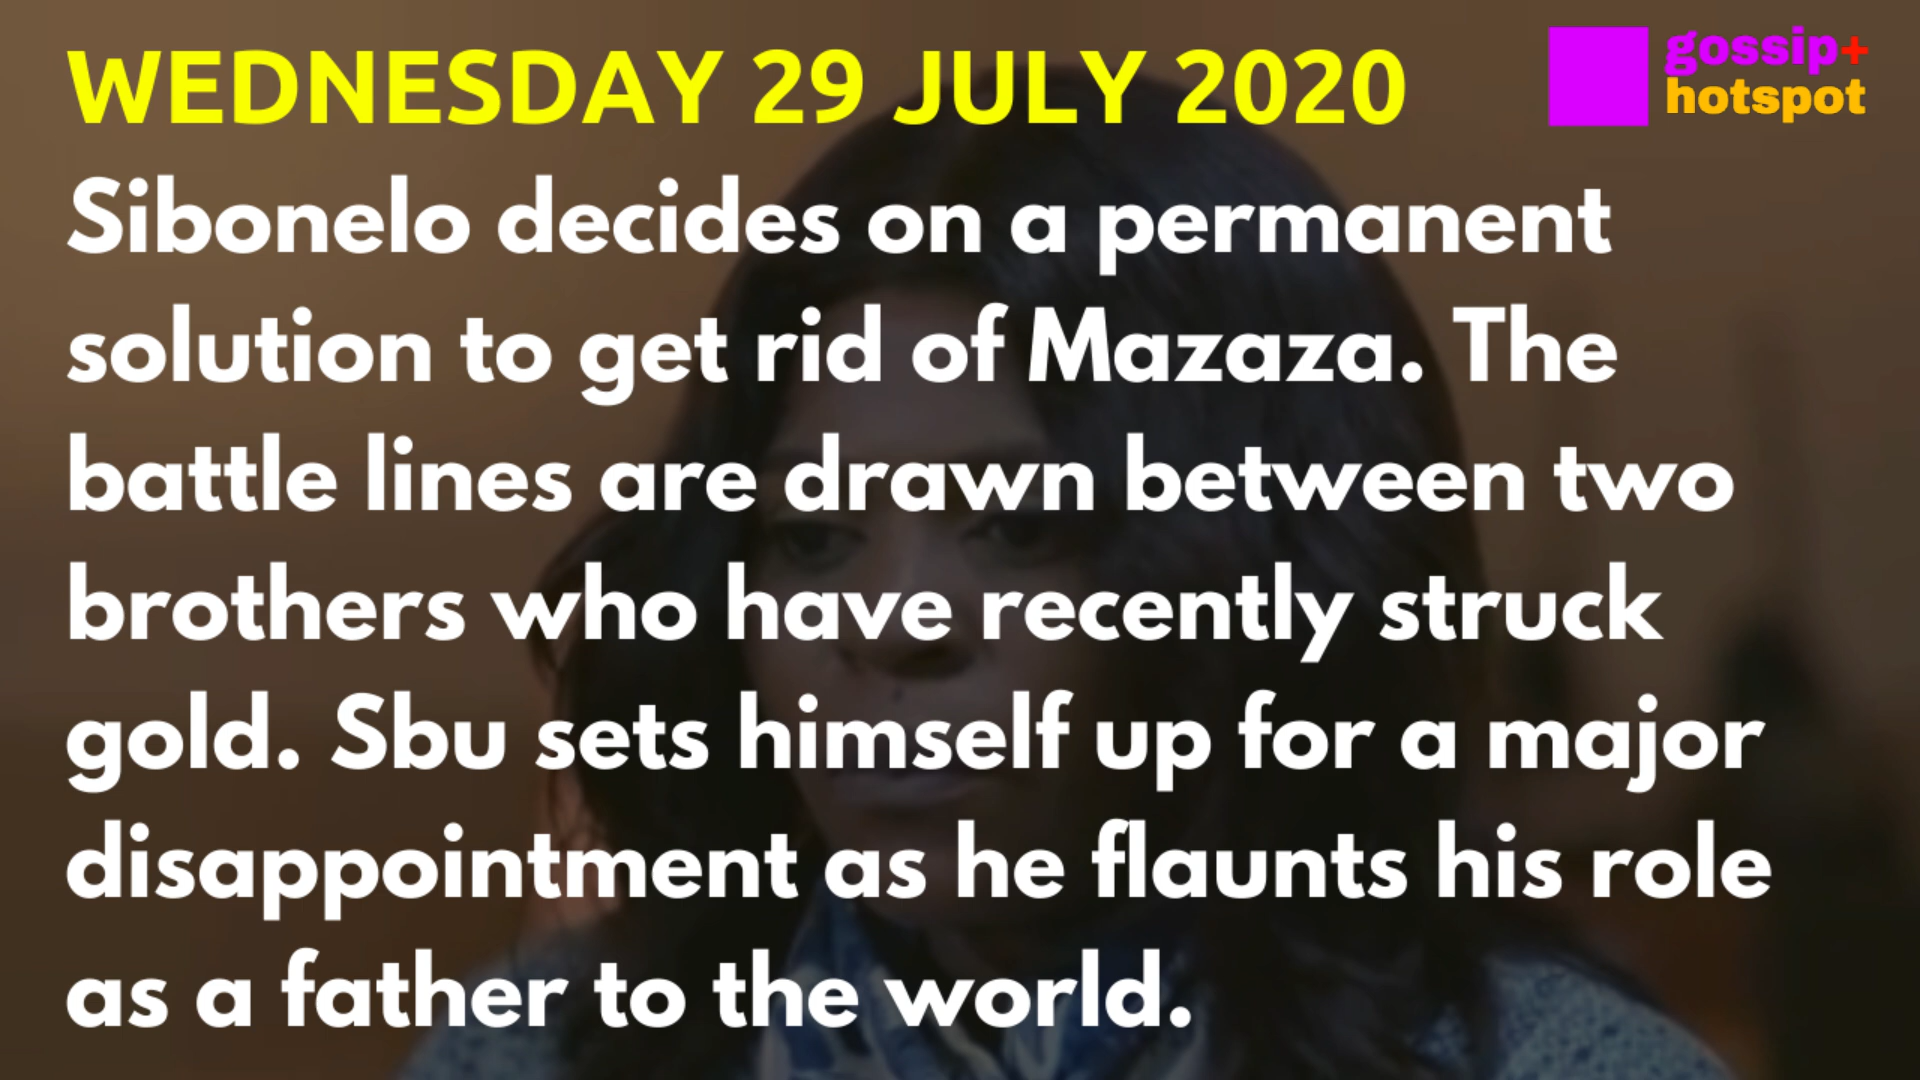 WEDNESDAY 29 JULY 2020
gossip+
hotspot
Sibonelo decides on a permanent
solution to get rid of Mazaza. The
battle lines are drawn between two
brothers who have recently struck
gold. Sbu sets himself up for a major
disappointment as he flaunts his role
as a father to the world.